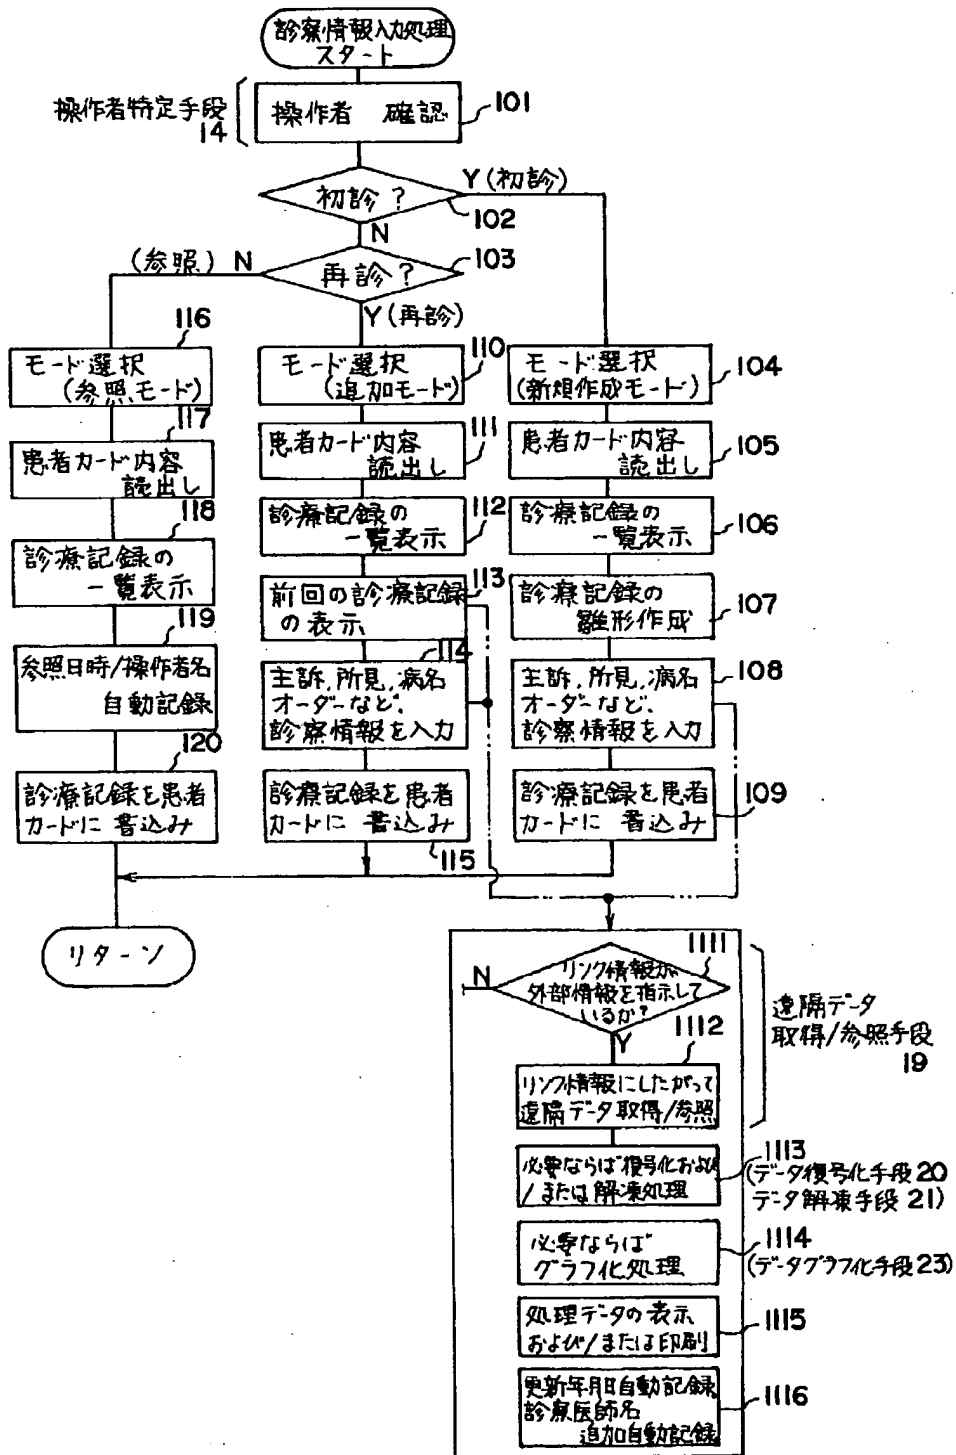 診察情報入力処理
スタート
操作者特定手段
14
操作者 確認
101
初診?
Y(初診)
102
N
再診?
103
(参照) N
Y(再診)
116
モード選択
(参照モード)
117
患者カード内容
読出し
118
診療記録の
一覧表示
119
参照日時/操作者名
自動記録
120
診療記録を患者
カードに書込み
110
モード選択
(追加モード)
111
患者カード内容
読出し
112
診療記録の
一覧表示
113
前回の診療記録
の表示
114
主訴,所見,病名
オーダーなど、
診察情報を入力
診療記録を患者
カードに書込み
115
モード選択
(新規作成モード)
104
患者カード内容
読出し
105
診療記録の
一覧表示
106
診療記録の
雛形作成
107
主訴,所見,病名
オーダーなど、
診察情報を入力
108
診療記録を患者
カードに書込み
109
リターン
1111
リンク情報が
外部情報を指示して
いるか?
N
Y
遠隔データ
取得/参照手段
19
1112
リンク情報にしたがって
遠隔データ取得/参照
必要ならば復号化および
/または解凍処理
1113
(データ復号化手段20
データ解凍手段21)
必要ならば
グラフ化処理
1114
(データグラフ化手段23)
処理データの表示
および/または印刷
1115
更新年月日自動記録
診察医師名
追加自動記録
1116